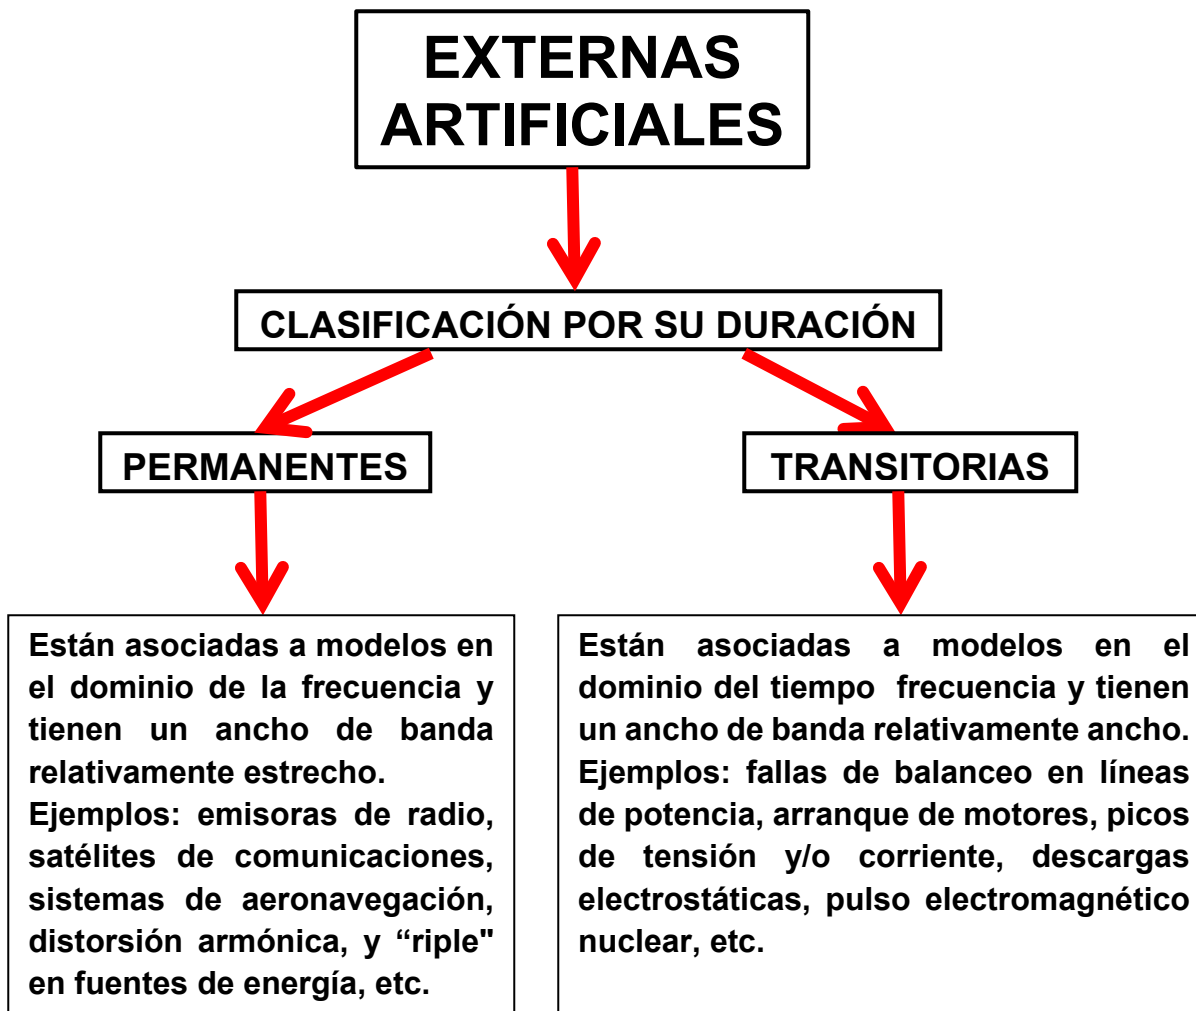 EXTERNAS
ARTIFICIALES
CLASIFICACIÓN POR SU DURACIÓN
PERMANENTES
TRANSITORIAS
Están asociadas a modelos en
el dominio de la frecuencia y
tienen un ancho de banda
relativamente estrecho.
Ejemplos: emisoras de radio,
satélites de comunicaciones,
sistemas de aeronavegación,
distorsión armónica, y “riple"
en fuentes de energía, etc.
Están asociadas a modelos en el
dominio del tiempo  frecuencia y tienen
un ancho de banda relativamente ancho.
Ejemplos: fallas de balanceo en líneas
de potencia, arranque de motores, picos
de tensión y/o corriente, descargas
electrostáticas, pulso electromagnético
nuclear, etc.